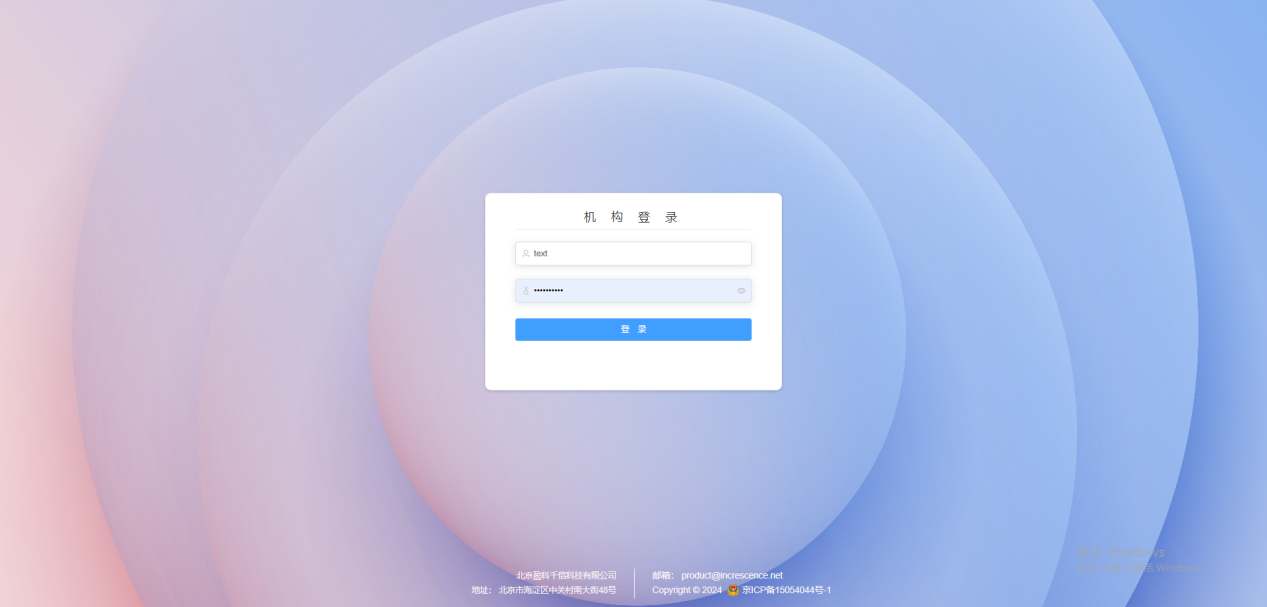 机 构 登 录
text
••••••••••
登 录
北京盈科千信科技有限公司
地址： 北京市海淀区中关村南大街48号
邮箱： product@increscence.net
Copyright © 2024 京ICP备15054044号-1
Windows
Windows